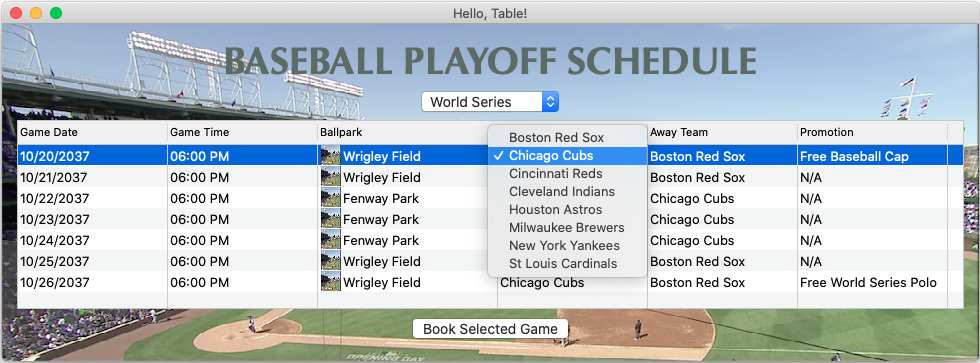 Hello, Table!
BASEBALL PLAYOFF SCHEDULE
World Series
Game Date Game Time Ballpark Away Team Promotion
Boston Red Sox
10/20/2037 06:00 PM Wrigley Field ✓ Chicago Cubs Boston Red Sox Free Baseball Cap
10/21/2037 06:00 PM Wrigley Field Cincinnati Reds Boston Red Sox N/A
10/22/2037 06:00 PM Fenway Park Cleveland Indians Chicago Cubs N/A
10/23/2037 06:00 PM Fenway Park Houston Astros Chicago Cubs N/A
Milwaukee Brewers
10/24/2037 06:00 PM Fenway Park New York Yankees Chicago Cubs N/A
10/25/2037 06:00 PM Wrigley Field St Louis Cardinals Boston Red Sox N/A
10/26/2037 06:00 PM Wrigley Field Chicago Cubs Boston Red Sox Free World Series Polo
Book Selected Game
OPENING DAY